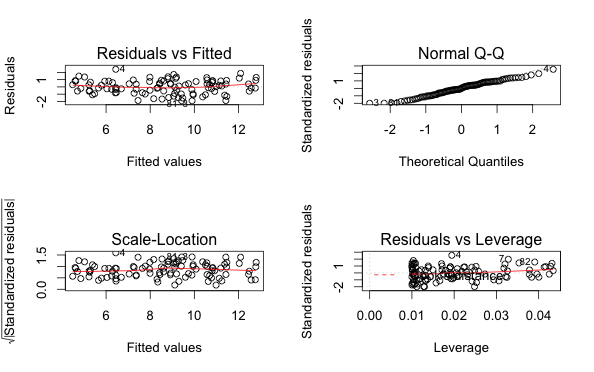 Residuals vs Fitted
Residuals
1
-2
4
6
8
10
12
Fitted values
Normal Q-Q
Standardized residuals
1
-2
4
3
-2
-1
0
1
2
Theoretical Quantiles
Scale-Location
√|Standardized residuals|
1.5
0.0
4
6
8
10
12
Fitted values
Residuals vs Leverage
Standardized residuals
1
-2
4
7
82
0.00
0.01
0.02
0.03
0.04
Leverage